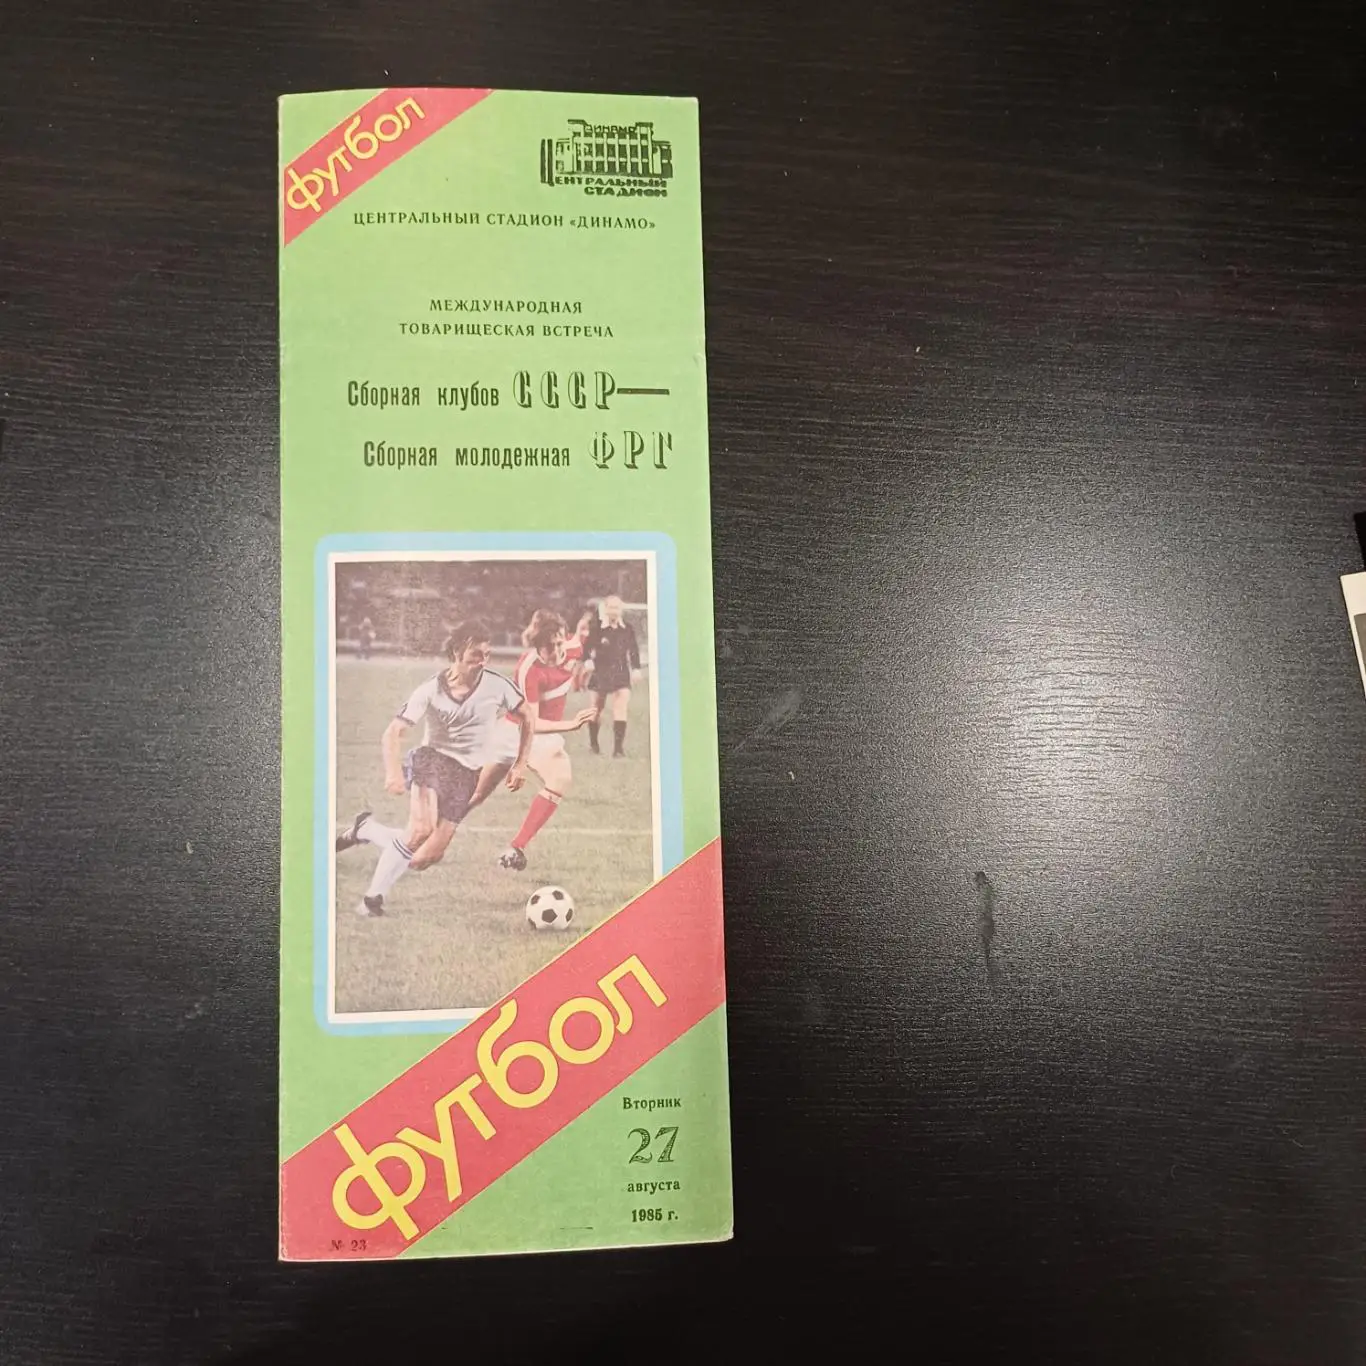 футбол
ДИНАМО
ЦЕНТРАЛЬНЫЙ
СТАДИОН
ЦЕНТРАЛЬНЫЙ СТАДИОН «ДИНАМО»
МЕЖДУНАРОДНАЯ
ТОВАРИЩЕСКАЯ ВСТРЕЧА
Сборная клубов СССР—
Сборная молодежная ФРГ
футбол
Вторник
27
августа
1985 г.
№ 23